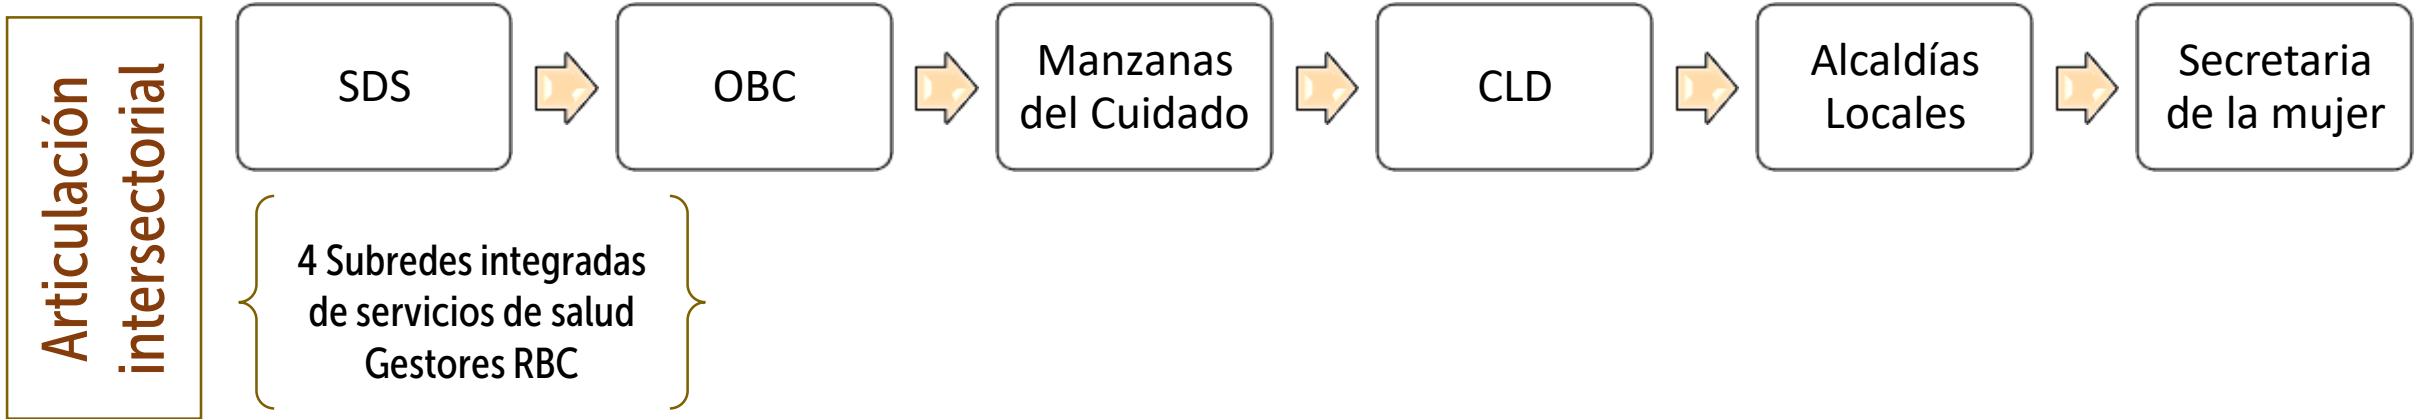 Articulación
intersectorial
SDS
OBC
Manzanas
del Cuidado
CLD
Alcaldías
Locales
Secretaria
de la mujer
4 Subredes integradas
de servicios de salud
Gestores RBC